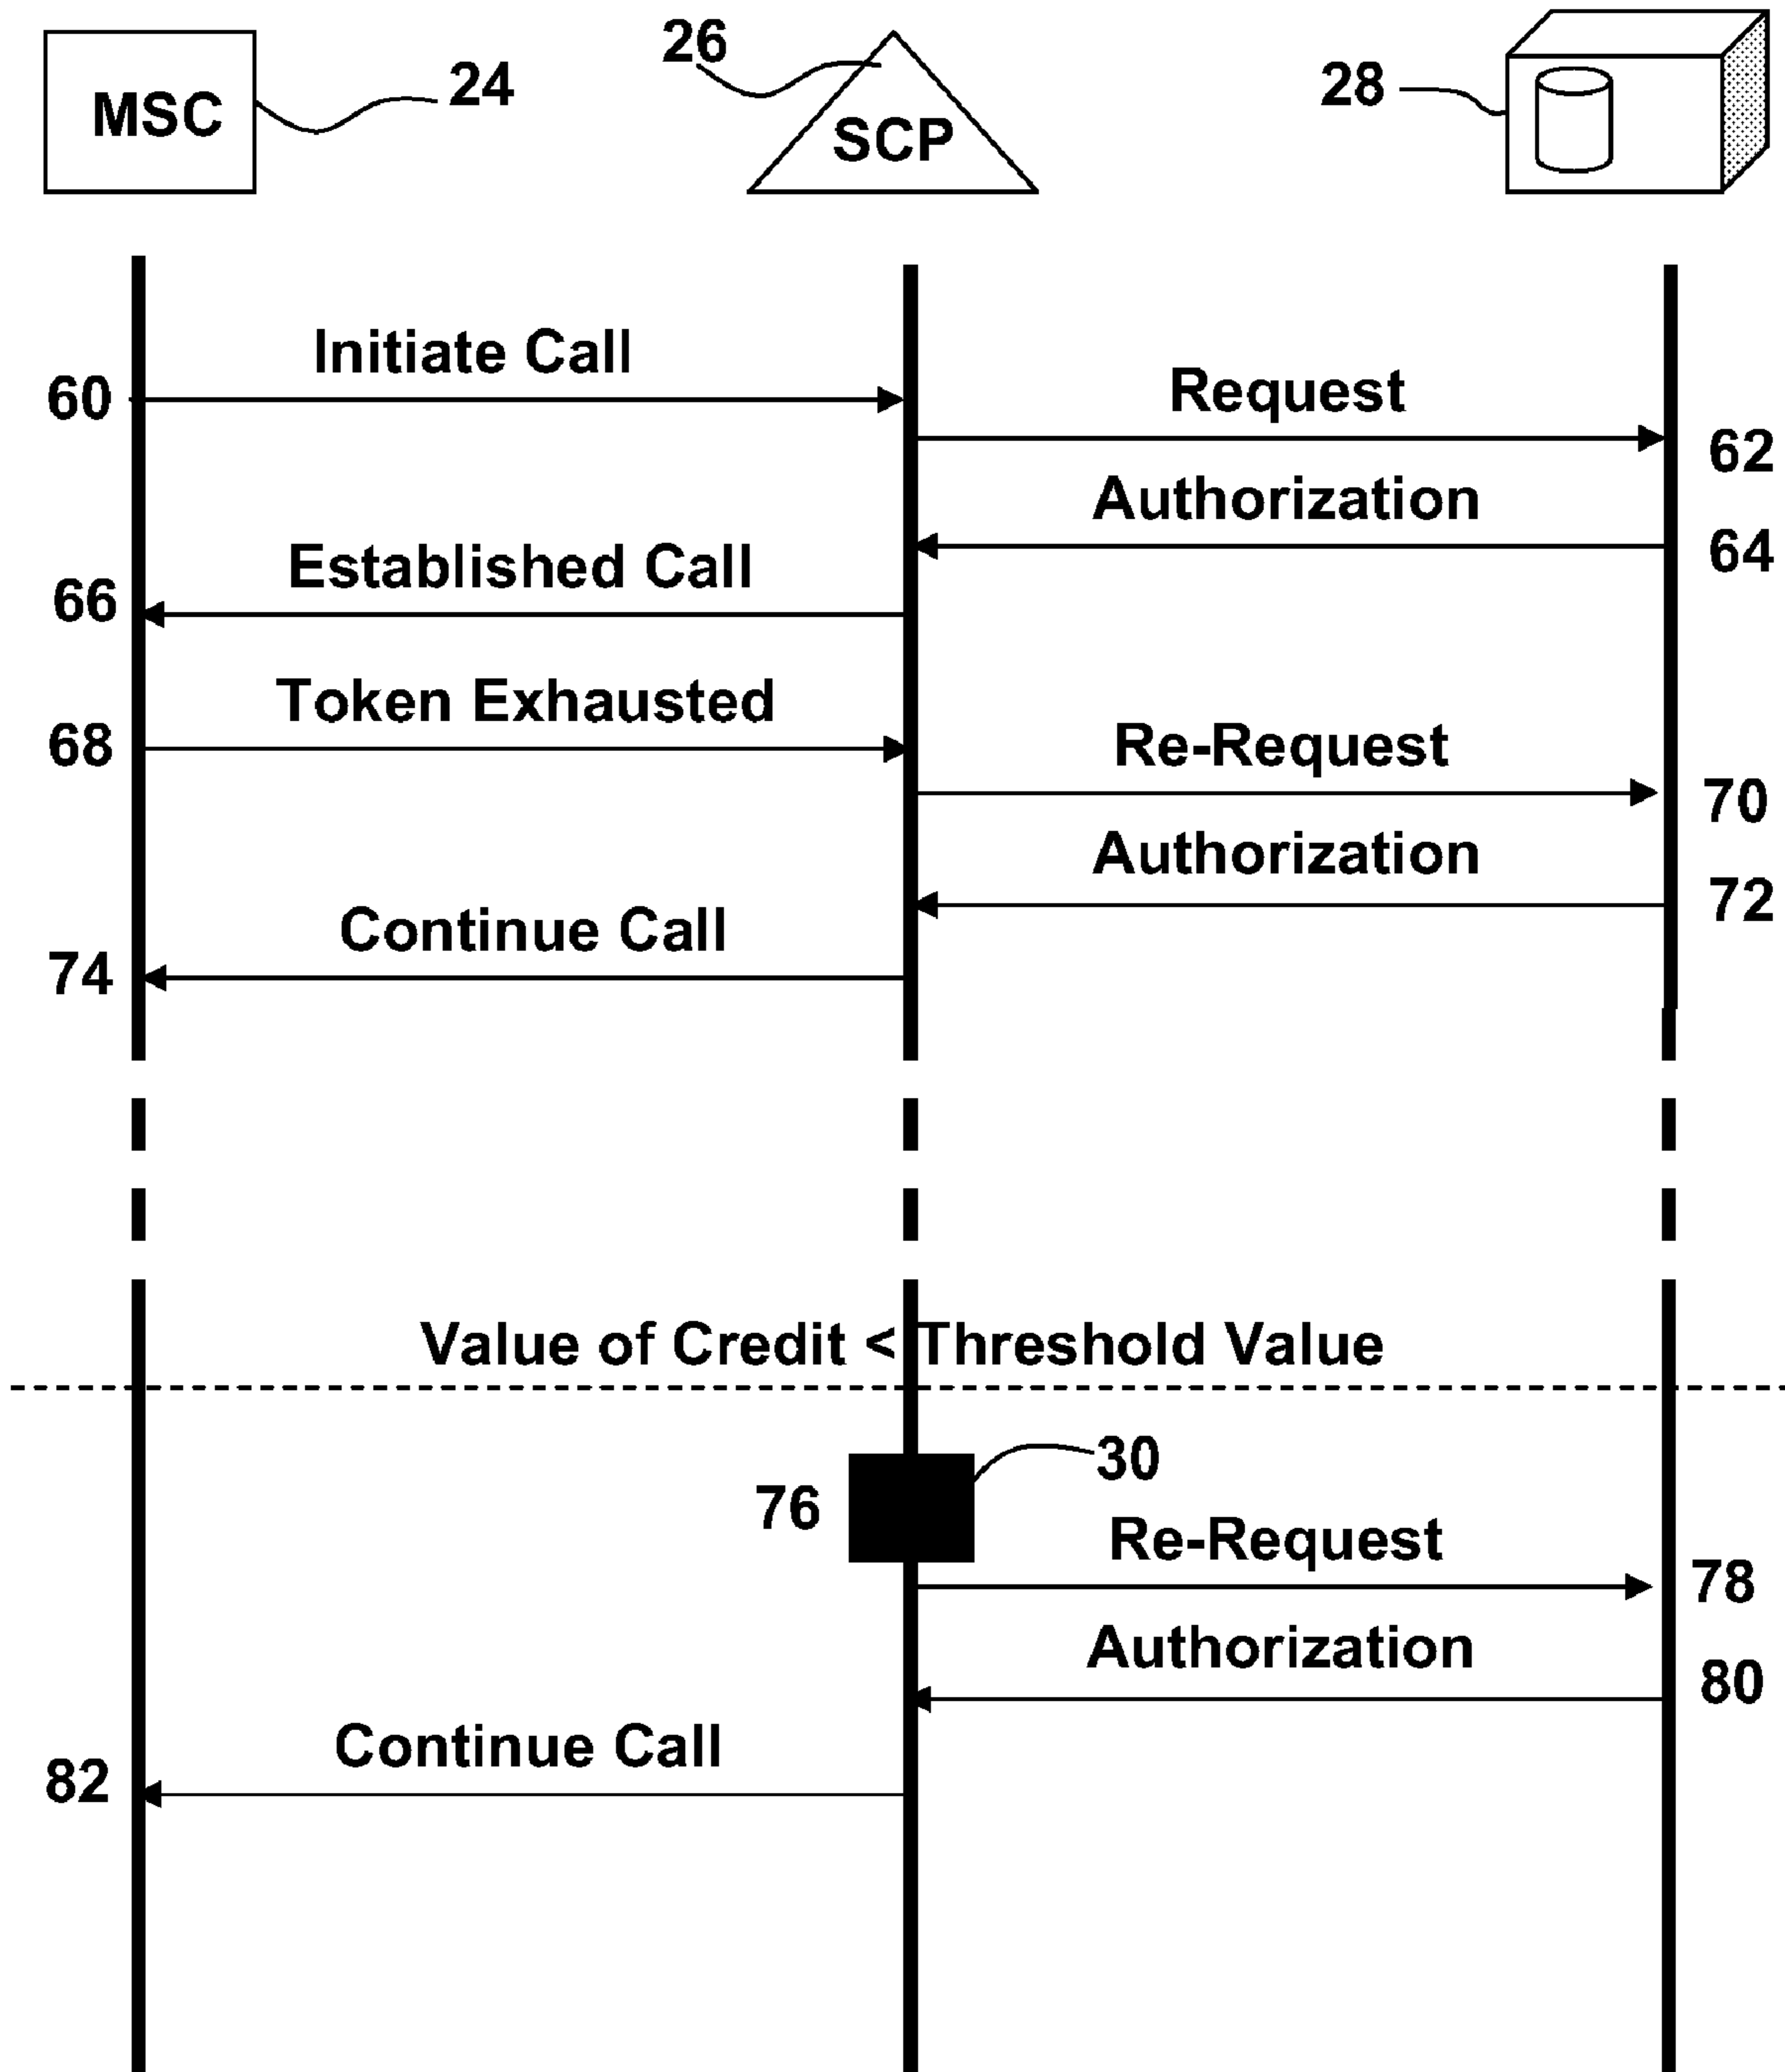 MSC
24
26
SCP
28
Initiate Call
60
Request
62
Authorization
64
Established Call
66
Token Exhausted
68
Re-Request
70
Authorization
72
Continue Call
74
Value of Credit < Threshold Value
30
76
Re-Request
78
Authorization
80
Continue Call
82